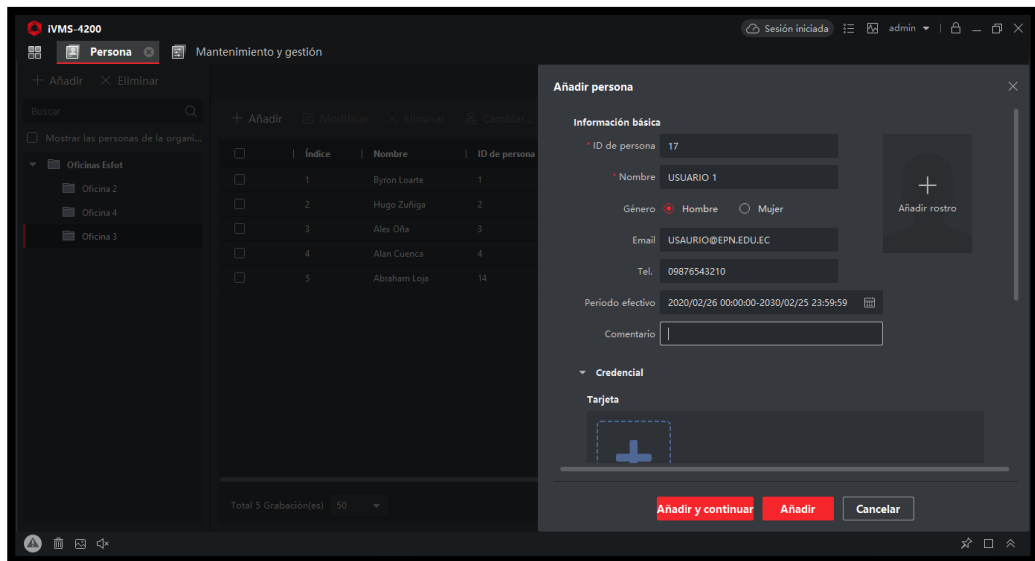 iVMS-4200
Sesión iniciada
admin
Persona
Mantenimiento y gestión
Añadir
Eliminar
Buscar
Mostrar las personas de la organi...
Oficinas Esfot
Oficina 2
Oficina 4
Oficina 3
Añadir
Modificar
Eliminar
Cambiar...
Índice | Nombre | ID de persona
1 Byron Loarte 1
2 Hugo Zuñiga 2
3 Alex Oña 3
4 Alan Cuenca 4
5 Abraham Loja 14
Total 5 Grabación(es) 50
Añadir persona
Información básica
* ID de persona 17
* Nombre USUARIO 1
Género Hombre Mujer
Añadir rostro
Email USAURIO@EPN.EDU.EC
Tel. 09876543210
Periodo efectivo 2020/02/26 00:00:00-2030/02/25 23:59:59
Comentario
Credencial
Tarjeta
Añadir y continuar
Añadir
Cancelar